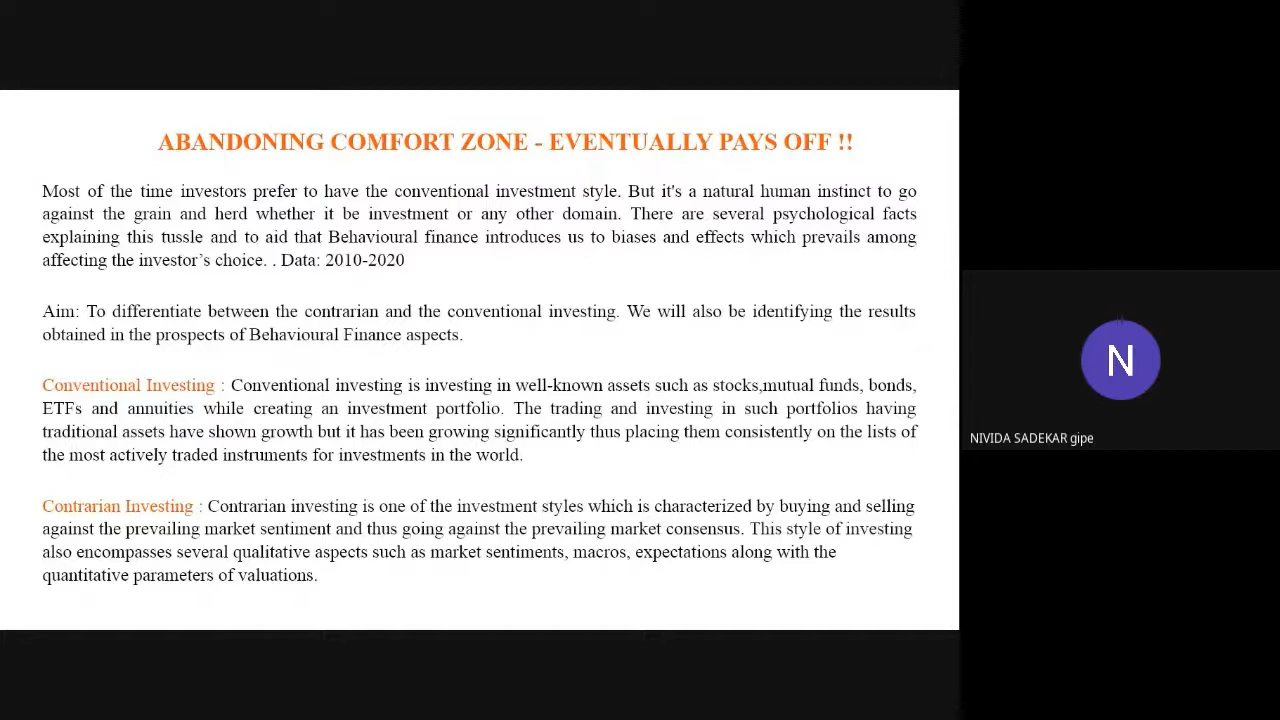 ABANDONING COMFORT ZONE - EVENTUALLY PAYS OFF !!
Most of the time investors prefer to have the conventional investment style. But it's a natural human instinct to go
against the grain and herd whether it be investment or any other domain. There are several psychological facts
explaining this tussle and to aid that Behavioural finance introduces us to biases and effects which prevails among
affecting the investor’s choice. . Data: 2010-2020
Aim: To differentiate between the contrarian and the conventional investing. We will also be identifying the results
obtained in the prospects of Behavioural Finance aspects.
Conventional Investing : Conventional investing is investing in well-known assets such as stocks,mutual funds, bonds,
ETFs and annuities while creating an investment portfolio. The trading and investing in such portfolios having
traditional assets have shown growth but it has been growing significantly thus placing them consistently on the lists of
the most actively traded instruments for investments in the world.
Contrarian Investing : Contrarian investing is one of the investment styles which is characterized by buying and selling
against the prevailing market sentiment and thus going against the prevailing market consensus. This style of investing
also encompasses several qualitative aspects such as market sentiments, macros, expectations along with the
quantitative parameters of valuations.
N
NIVIDA SADEKAR gipe